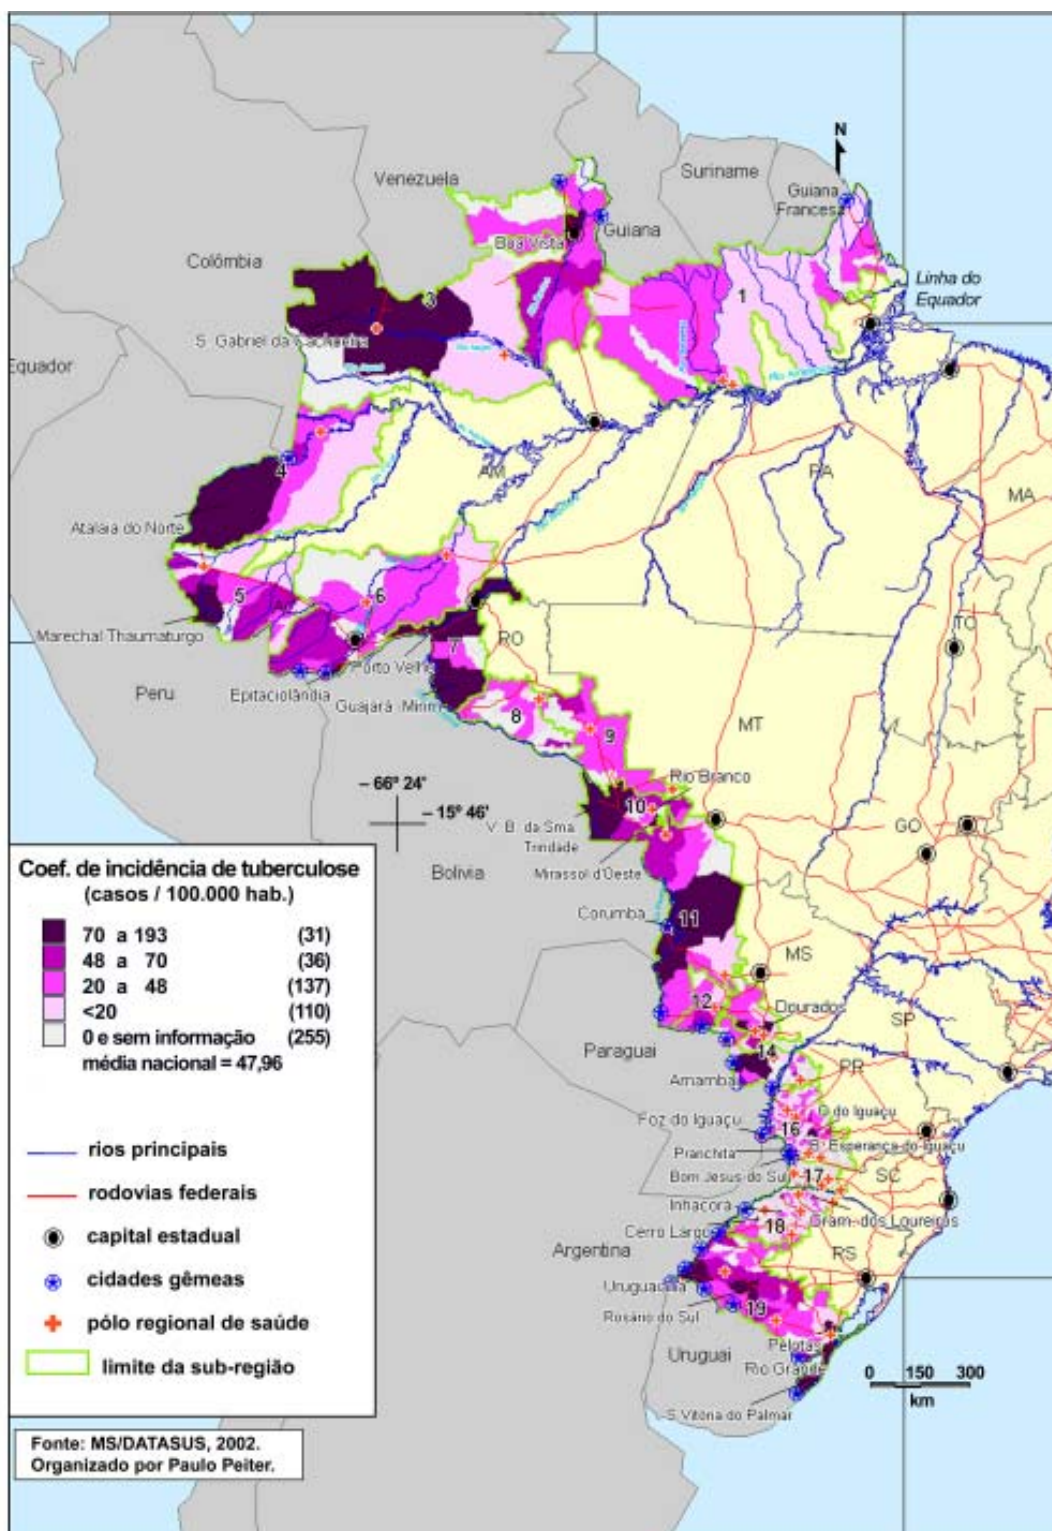 N
Venezuela
Suriname
Guiana
Francesa
Guiana
Boa Vista
Colômbia
Linha do
Equador
1
3
S. Gabriel da Cachoeira
Equador
4
AM
PA
MA
Atalaia do Norte
5
6
Marechal Thaumaturgo
TO
RO
7
Porto Velho
Peru
Epitaciolândia
Guajará Mirim
8
9
MT
– 66º 24'
– 15º 46'
Rio Branco
10
V. B. da Sma.
Trindade
GO
Bolivia
Mirassol d'Oeste
Corumba
11
MS
12
Dourados
SP
Paraguai
14
Amambai
PR
Foz do Iguaçu
16
Q do Iguaçu
Pranchita
B. Esperança do Iguaçu
Bom Jesus do Sul
17
SC
Inhacora
18
Gram. dos Loureiros
Cerro Largo
Argentina
RS
Uruguaiana
Rosário do Sul
19
Pelotas
Uruguai
Rio Grande
S.Vitória do Palmar
0 150 300
km
Coef. de incidência de tuberculose
(casos / 100.000 hab.)
70 a 193 (31)
48 a 70 (36)
20 a 48 (137)
<20 (110)
0 e sem informação (255)
média nacional = 47,96
rios principais
rodovias federais
capital estadual
cidades gêmeas
pólo regional de saúde
limite da sub-região
Fonte: MS/DATASUS, 2002.
Organizado por Paulo Peiter.